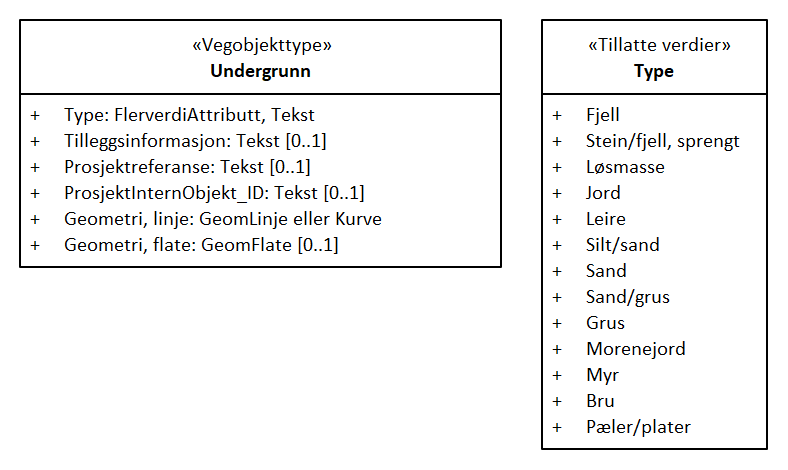 «Vegobjekttype»
Undergrunn
+ Type: FlerverdiAttributt, Tekst
+ Tilleggsinformasjon: Tekst [0..1]
+ Prosjektreferanse: Tekst [0..1]
+ ProsjektInternObjekt_ID: Tekst [0..1]
+ Geometri, linje: GeomLinje eller Kurve
+ Geometri, flate: GeomFlate [0..1]
«Tillatte verdier»
Type
+ Fjell
+ Stein/fjell, sprengt
+ Løsmasse
+ Jord
+ Leire
+ Silt/sand
+ Sand
+ Sand/grus
+ Grus
+ Morenejord
+ Myr
+ Bru
+ Pæler/plater